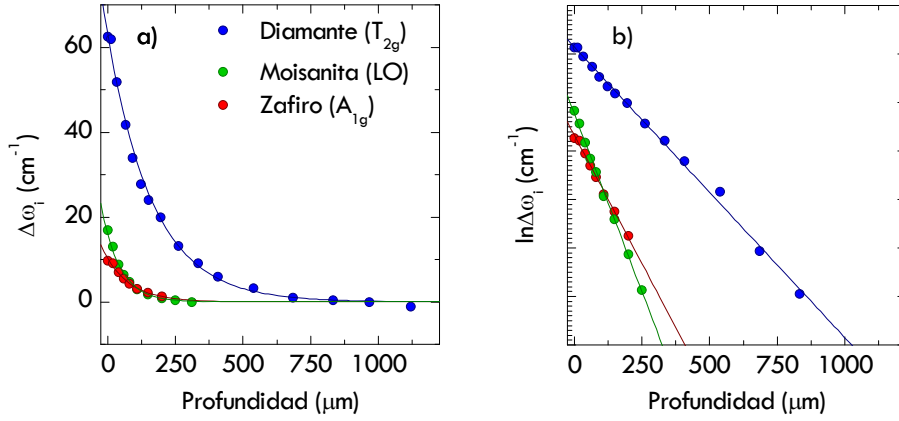 a)
Diamante (T2g)
Moisanita (LO)
Zafiro (A1g)
60
40
20
0
Δωi (cm-1)
0 250 500 750 1000
Profundidad (μm)
b)
lnΔωi (cm-1)
0 250 500 750 1000
Profundidad (μm)